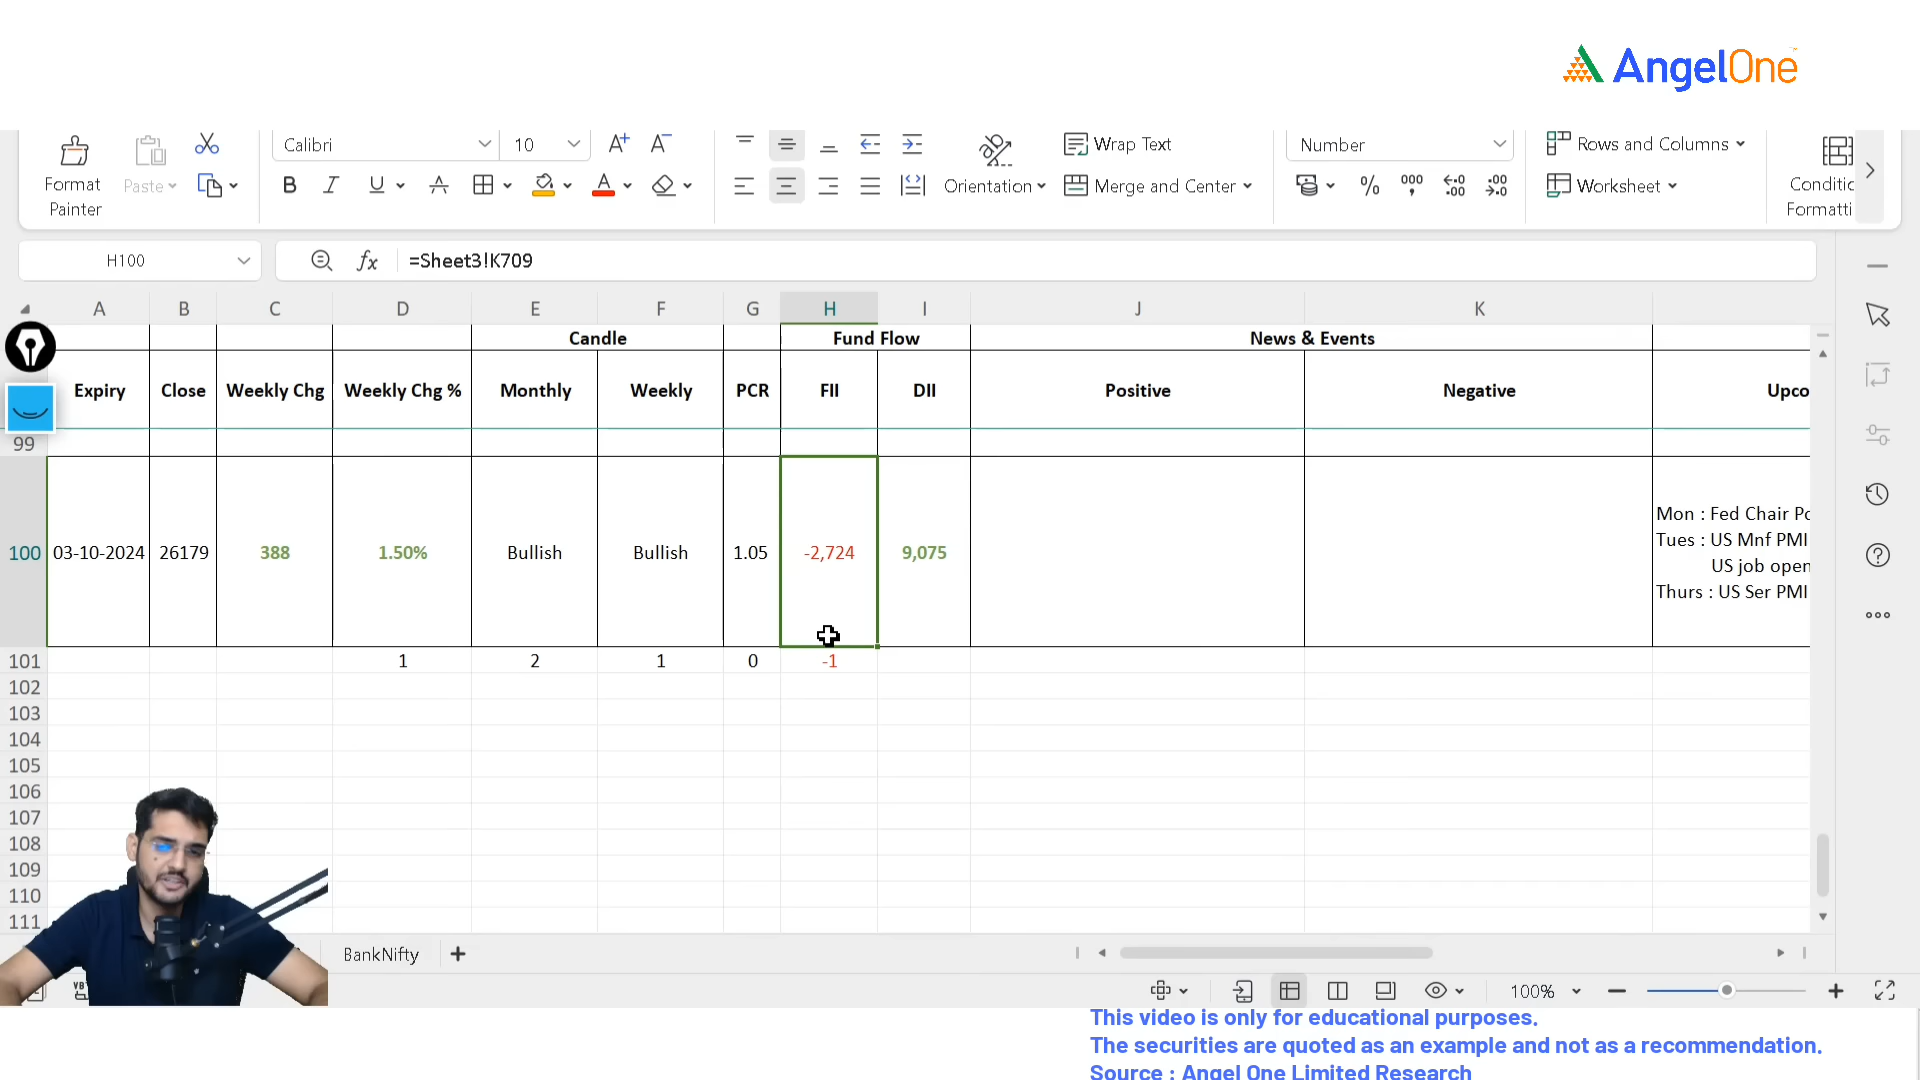 AngelOne
Format
Painter
Paste
Calibri
10
A+
A-
B
I
U
A
A
Orientation
Wrap Text
Merge and Center
Number
%
000
,
←0
.00
.00
→.0
Rows and Columns
Worksheet
Conditic
Formatti
H100
fx
=Sheet3!K709
A B C D E F G H I J K
Candle Fund Flow News & Events
Expiry Close Weekly Chg Weekly Chg % Monthly Weekly PCR FII DII Positive Negative Upco
99
Mon : Fed Chair Pc
Tues : US Mnf PMI
100 03-10-2024 26179 388 1.50% Bullish Bullish 1.05 -2,724 9,075
US job open
Thurs : US Ser PMI
101 1 2 1 0 -1
102
103
104
105
106
107
108
109
110
111
BankNifty
100%
This video is only for educational purposes.
The securities are quoted as an example and not as a recommendation.
Source : Angel One Limited Research